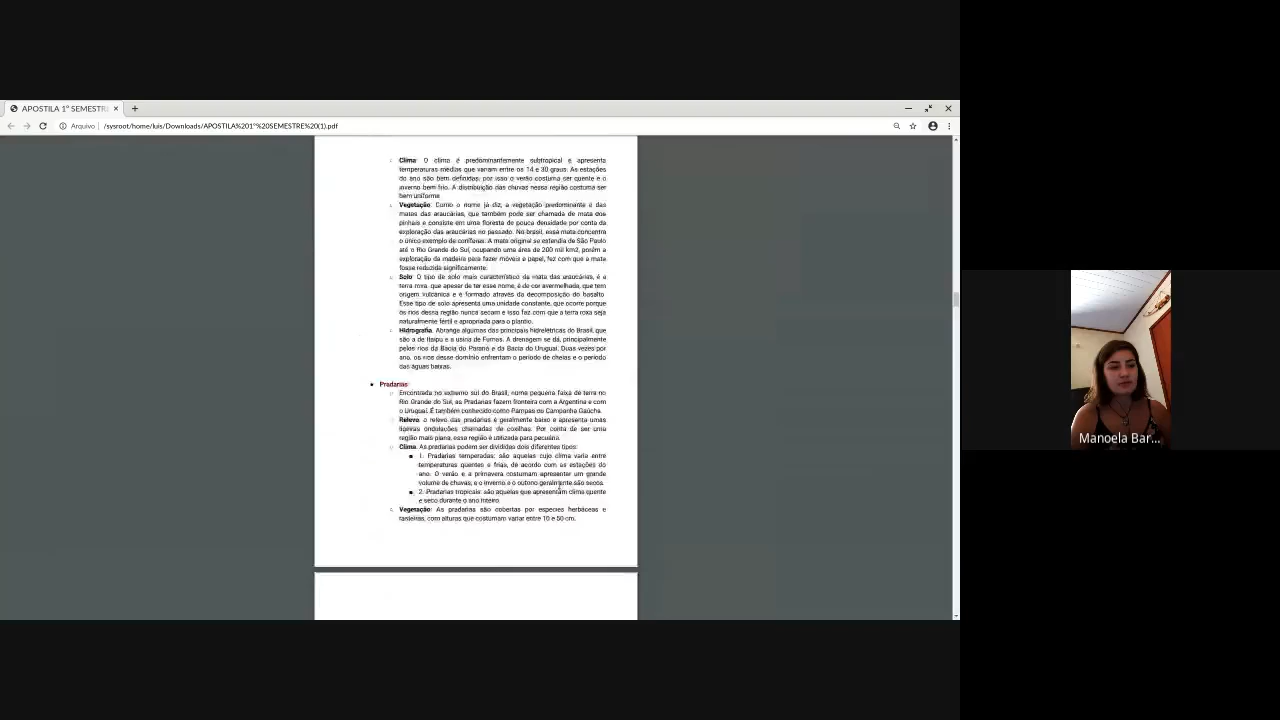 APOSTILA 1º SEMESTR
Arquivo /sysroot/home/luis/Downloads/APOSTILA%201º%20SEMESTRE%20(1).pdf
Clima: O clima é predominantemente subtropical e apresenta
temperaturas médias que variam entre os 14 e 30 graus. As estações
do ano são bem definidas, por isso o verão costuma ser quente e o
inverno bem frio. A distribuição das chuvas nessa região costuma ser
bem uniforme
Vegetação: Como o nome já diz, a vegetação predominante é das
matas das araucárias, que também pode ser chamada de mata dos
pinhais e consiste em uma floresta de pouca densidade por conta da
exploração das araucárias no passado. No brasil, essa mata concentra
o único exemplo de coníferas. A mata original se estendia de São Paulo
até o Rio Grande do Sul, ocupando uma área de 200 mil km2, porém a
exploração da madeira para fazer móveis e papel, fez com que a mata
fosse reduzida significamente.
Solo: O tipo de solo mais característico da mata das araucárias, é a
terra roxa, que apesar de ter esse nome, é de cor avermelhada, que tem
origem vulcânica e é formado através da decomposição do basalto.
Esse tipo de solo apresenta uma unidade constante, que ocorre porque
os rios dessa região nunca secam e isso faz com que a terra roxa seja
naturalmente fértil e apropriada para o plantio.
Hidrografia: Abrange algumas das principais hidrelétricas do Brasil, que
são a de Itaipu e a usina de Furnas. A drenagem se dá, principalmente
pelos rios da Bacia do Paraná e da Bacia do Uruguai. Duas vezes por
ano, os rios desse domínio enfrentam o período de cheias e o período
das águas baixas.
Pradarias:
Encontrada no extremo sul do Brasil, numa pequena faixa de terra no
Rio Grande do Sul, as Pradarias fazem fronteira com a Argentina e com
o Uruguai. É também conhecido como Pampas ou Campanha Gaúcha.
Relevo: o relevo das pradarias é geralmente baixo e apresenta umas
ligeiras ondulações chamadas de coxilhas. Por conta de ser uma
região mais plana, essa região é utilizada para pecuária.
Clima: As pradarias podem ser divididas dois diferentes tipos:
1. Pradarias temperadas: são aquelas cujo clima varia entre
temperaturas quentes e frias, de acordo com as estações do
ano. O verão e a primavera costumam apresentar um grande
volume de chuvas, e o inverno e o outono geralmente são secos.
2. Pradarias tropicais: são aquelas que apresentam clima quente
e seco durante o ano inteiro.
Vegetação: As pradarias são cobertas por espécies herbáceas e
rasteiras, com alturas que costumam variar entre 10 e 50 cm.
Manoela Bar...